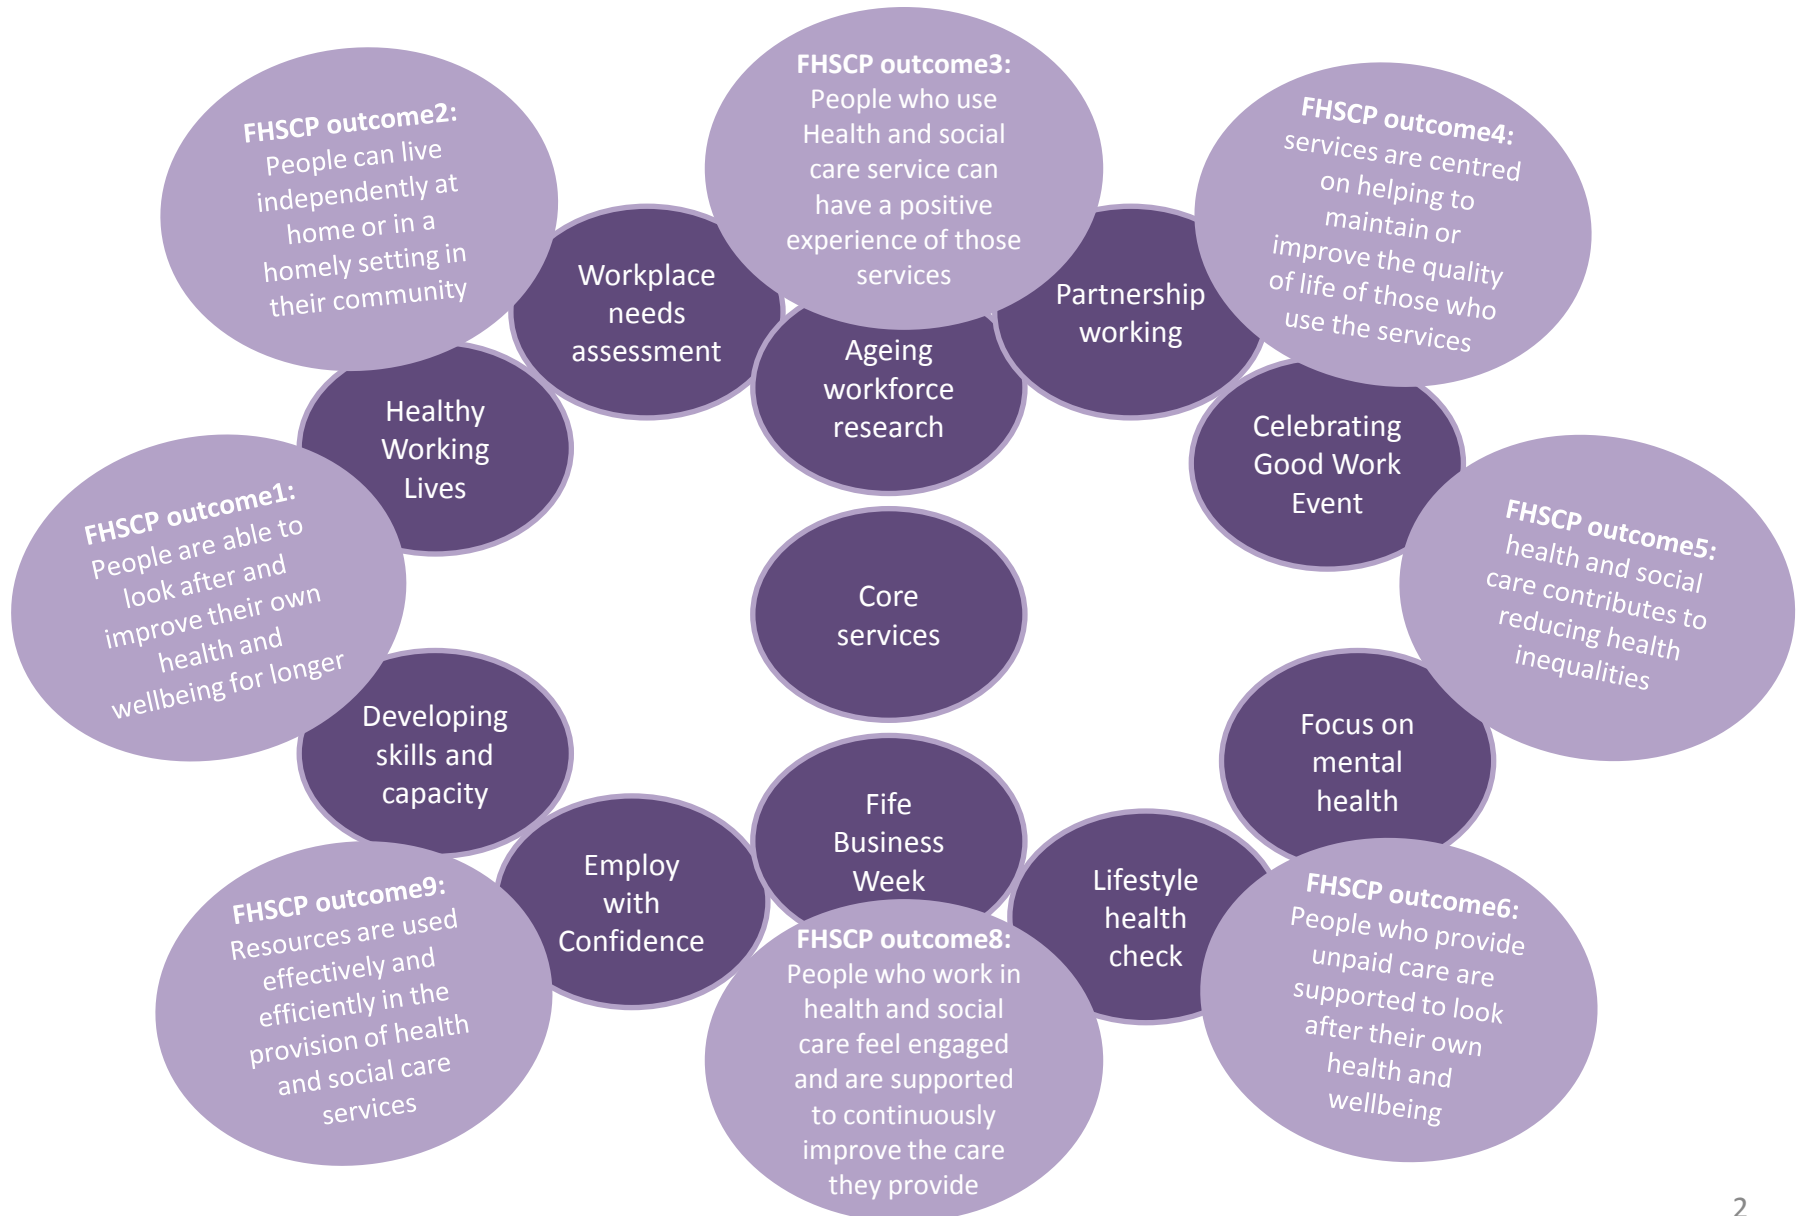 FHSCP outcome3:
People who use
Health and social
care service can
have a positive
experience of those
services
FHSCP outcome2:
People can live
independently at
home or in a
homely setting in
their community
FHSCP outcome4:
services are centred
on helping to
maintain or
improve the quality
of life of those who
use the services
Workplace
needs
assessment
Partnership
working
Ageing
workforce
research
Healthy
Working
Lives
Celebrating
Good Work
Event
FHSCP outcome1:
People are able to
look after and
improve their own
health and
wellbeing for longer
FHSCP outcome5:
health and social
care contributes to
reducing health
inequalities
Core
services
Developing
skills and
capacity
Focus on
mental
health
Fife
Business
Week
Employ
with
Confidence
Lifestyle
health
check
FHSCP outcome9:
Resources are used
effectively and
efficiently in the
provision of health
and social care
services
FHSCP outcome8:
People who work in
health and social
care feel engaged
and are supported
to continuously
improve the care
they provide
FHSCP outcome6:
People who provide
unpaid care are
supported to look
after their own
health and
wellbeing
2